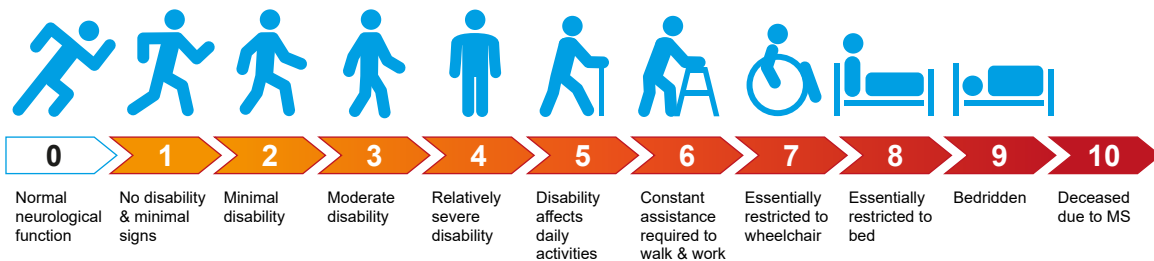 0 1 2 3 4 5 6 7 8 9 10
Normal
neurological
function
No disability
& minimal
signs
Minimal
disability
Moderate
disability
Relatively
severe
disability
Disability
affects
daily
activities
Constant
assistance
required to
walk & work
Essentially
restricted to
wheelchair
Essentially
restricted to
bed
Bedridden
Deceased
due to MS